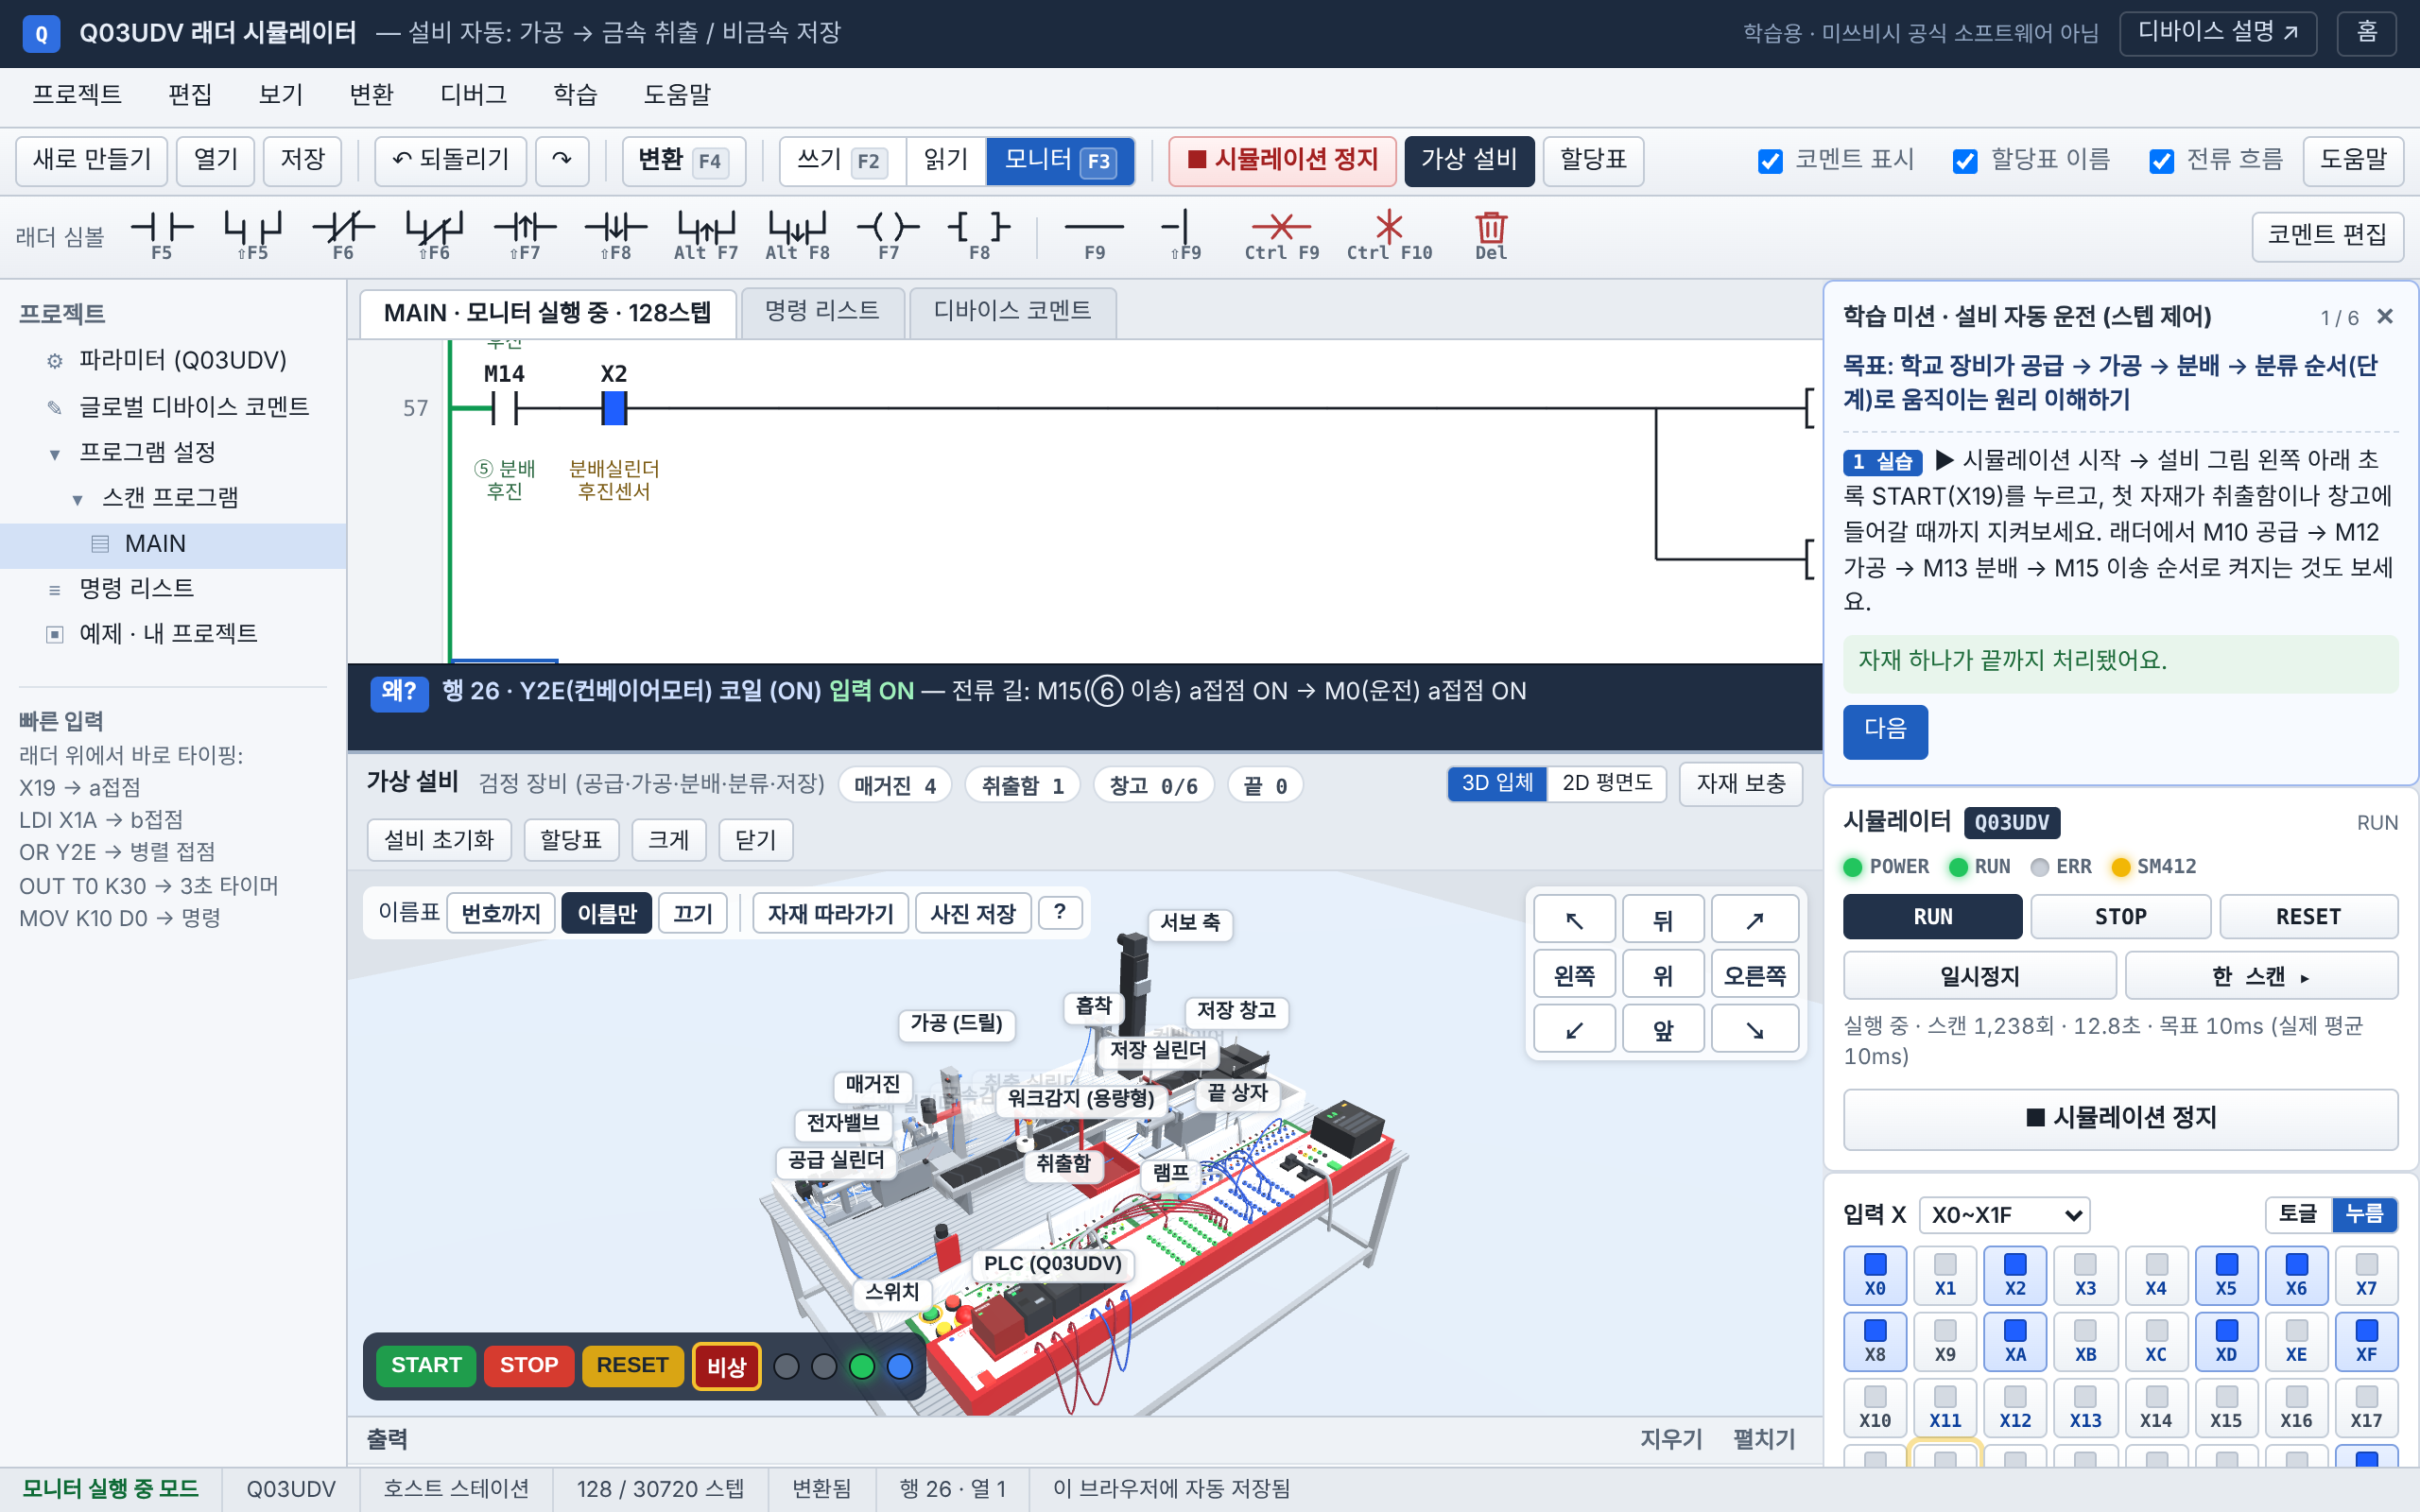 Q Q03UDV 래더 시뮬레이터 — 설비 자동: 가공 → 금속 취출 / 비금속 저장 학습용 · 미쓰비시 공식 소프트웨어 아님 디바이스 설명 ↗ 홈
프로젝트 편집 보기 변환 디버그 학습 도움말
새로 만들기 열기 저장 ↶ 되돌리기 ↷ 변환 F4 쓰기 F2 읽기 모니터 F3 ■ 시뮬레이션 정지 가상 설비 할당표 코멘트 표시 할당표 이름 전류 흐름 도움말
래더 심볼 F5 ⇧F5 F6 ⇧F6 ⇧F7 ⇧F8 Alt F7 Alt F8 F7 F8 F9 ⇧F9 Ctrl F9 Ctrl F10 Del 코멘트 편집
프로젝트
파라미터 (Q03UDV)
글로벌 디바이스 코멘트
프로그램 설정
스캔 프로그램
MAIN
명령 리스트
예제 · 내 프로젝트
빠른 입력
래더 위에서 바로 타이핑:
X19 → a접점
LDI X1A → b접점
OR Y2E → 병렬 접점
OUT T0 K30 → 3초 타이머
MOV K10 D0 → 명령
MAIN · 모니터 실행 중 · 128스텝 명령 리스트 디바이스 코멘트
후진
M14 X2
57
⑤ 분배 분배실린더
후진 후진센서
왜? 행 26 · Y2E(컨베이어모터) 코일 (ON) 입력 ON — 전류 길: M15(⑥ 이송) a접점 ON → M0(운전) a접점 ON
가상 설비 검정 장비 (공급·가공·분배·분류·저장) 매거진 4 취출함 1 창고 0/6 끝 0 3D 입체 2D 평면도 자재 보충
설비 초기화 할당표 크게 닫기
이름표 번호까지 이름만 끄기 자재 따라가기 사진 저장 ?
↖ 뒤 ↗
왼쪽 위 오른쪽
↙ 앞 ↘
서보 축
흡착
저장 창고
가공 (드릴)
컨베이어
저장 실린더
취출 실린더
매거진
워크감지 (용량형)
끝 상자
전자밸브
공급 실린더
취출함
램프
PLC (Q03UDV)
스위치
START STOP RESET 비상
출력 지우기 펼치기
학습 미션 · 설비 자동 운전 (스텝 제어) 1 / 6 ✕
목표: 학교 장비가 공급 → 가공 → 분배 → 분류 순서(단
계)로 움직이는 원리 이해하기
1 실습 ▶ 시뮬레이션 시작 → 설비 그림 왼쪽 아래 초
록 START(X19)를 누르고, 첫 자재가 취출함이나 창고에
들어갈 때까지 지켜보세요. 래더에서 M10 공급 → M12
가공 → M13 분배 → M15 이송 순서로 켜지는 것도 보세
요.
자재 하나가 끝까지 처리됐어요.
다음
시뮬레이터 Q03UDV RUN
POWER RUN ERR SM412
RUN STOP RESET
일시정지 한 스캔 ▸
실행 중 · 스캔 1,238회 · 12.8초 · 목표 10ms (실제 평균
10ms)
■ 시뮬레이션 정지
입력 X X0~X1F 토글 누름
X0 X1 X2 X3 X4 X5 X6 X7
X8 X9 XA XB XC XD XE XF
X10 X11 X12 X13 X14 X15 X16 X17
모니터 실행 중 모드 Q03UDV 호스트 스테이션 128 / 30720 스텝 변환됨 행 26 · 열 1 이 브라우저에 자동 저장됨